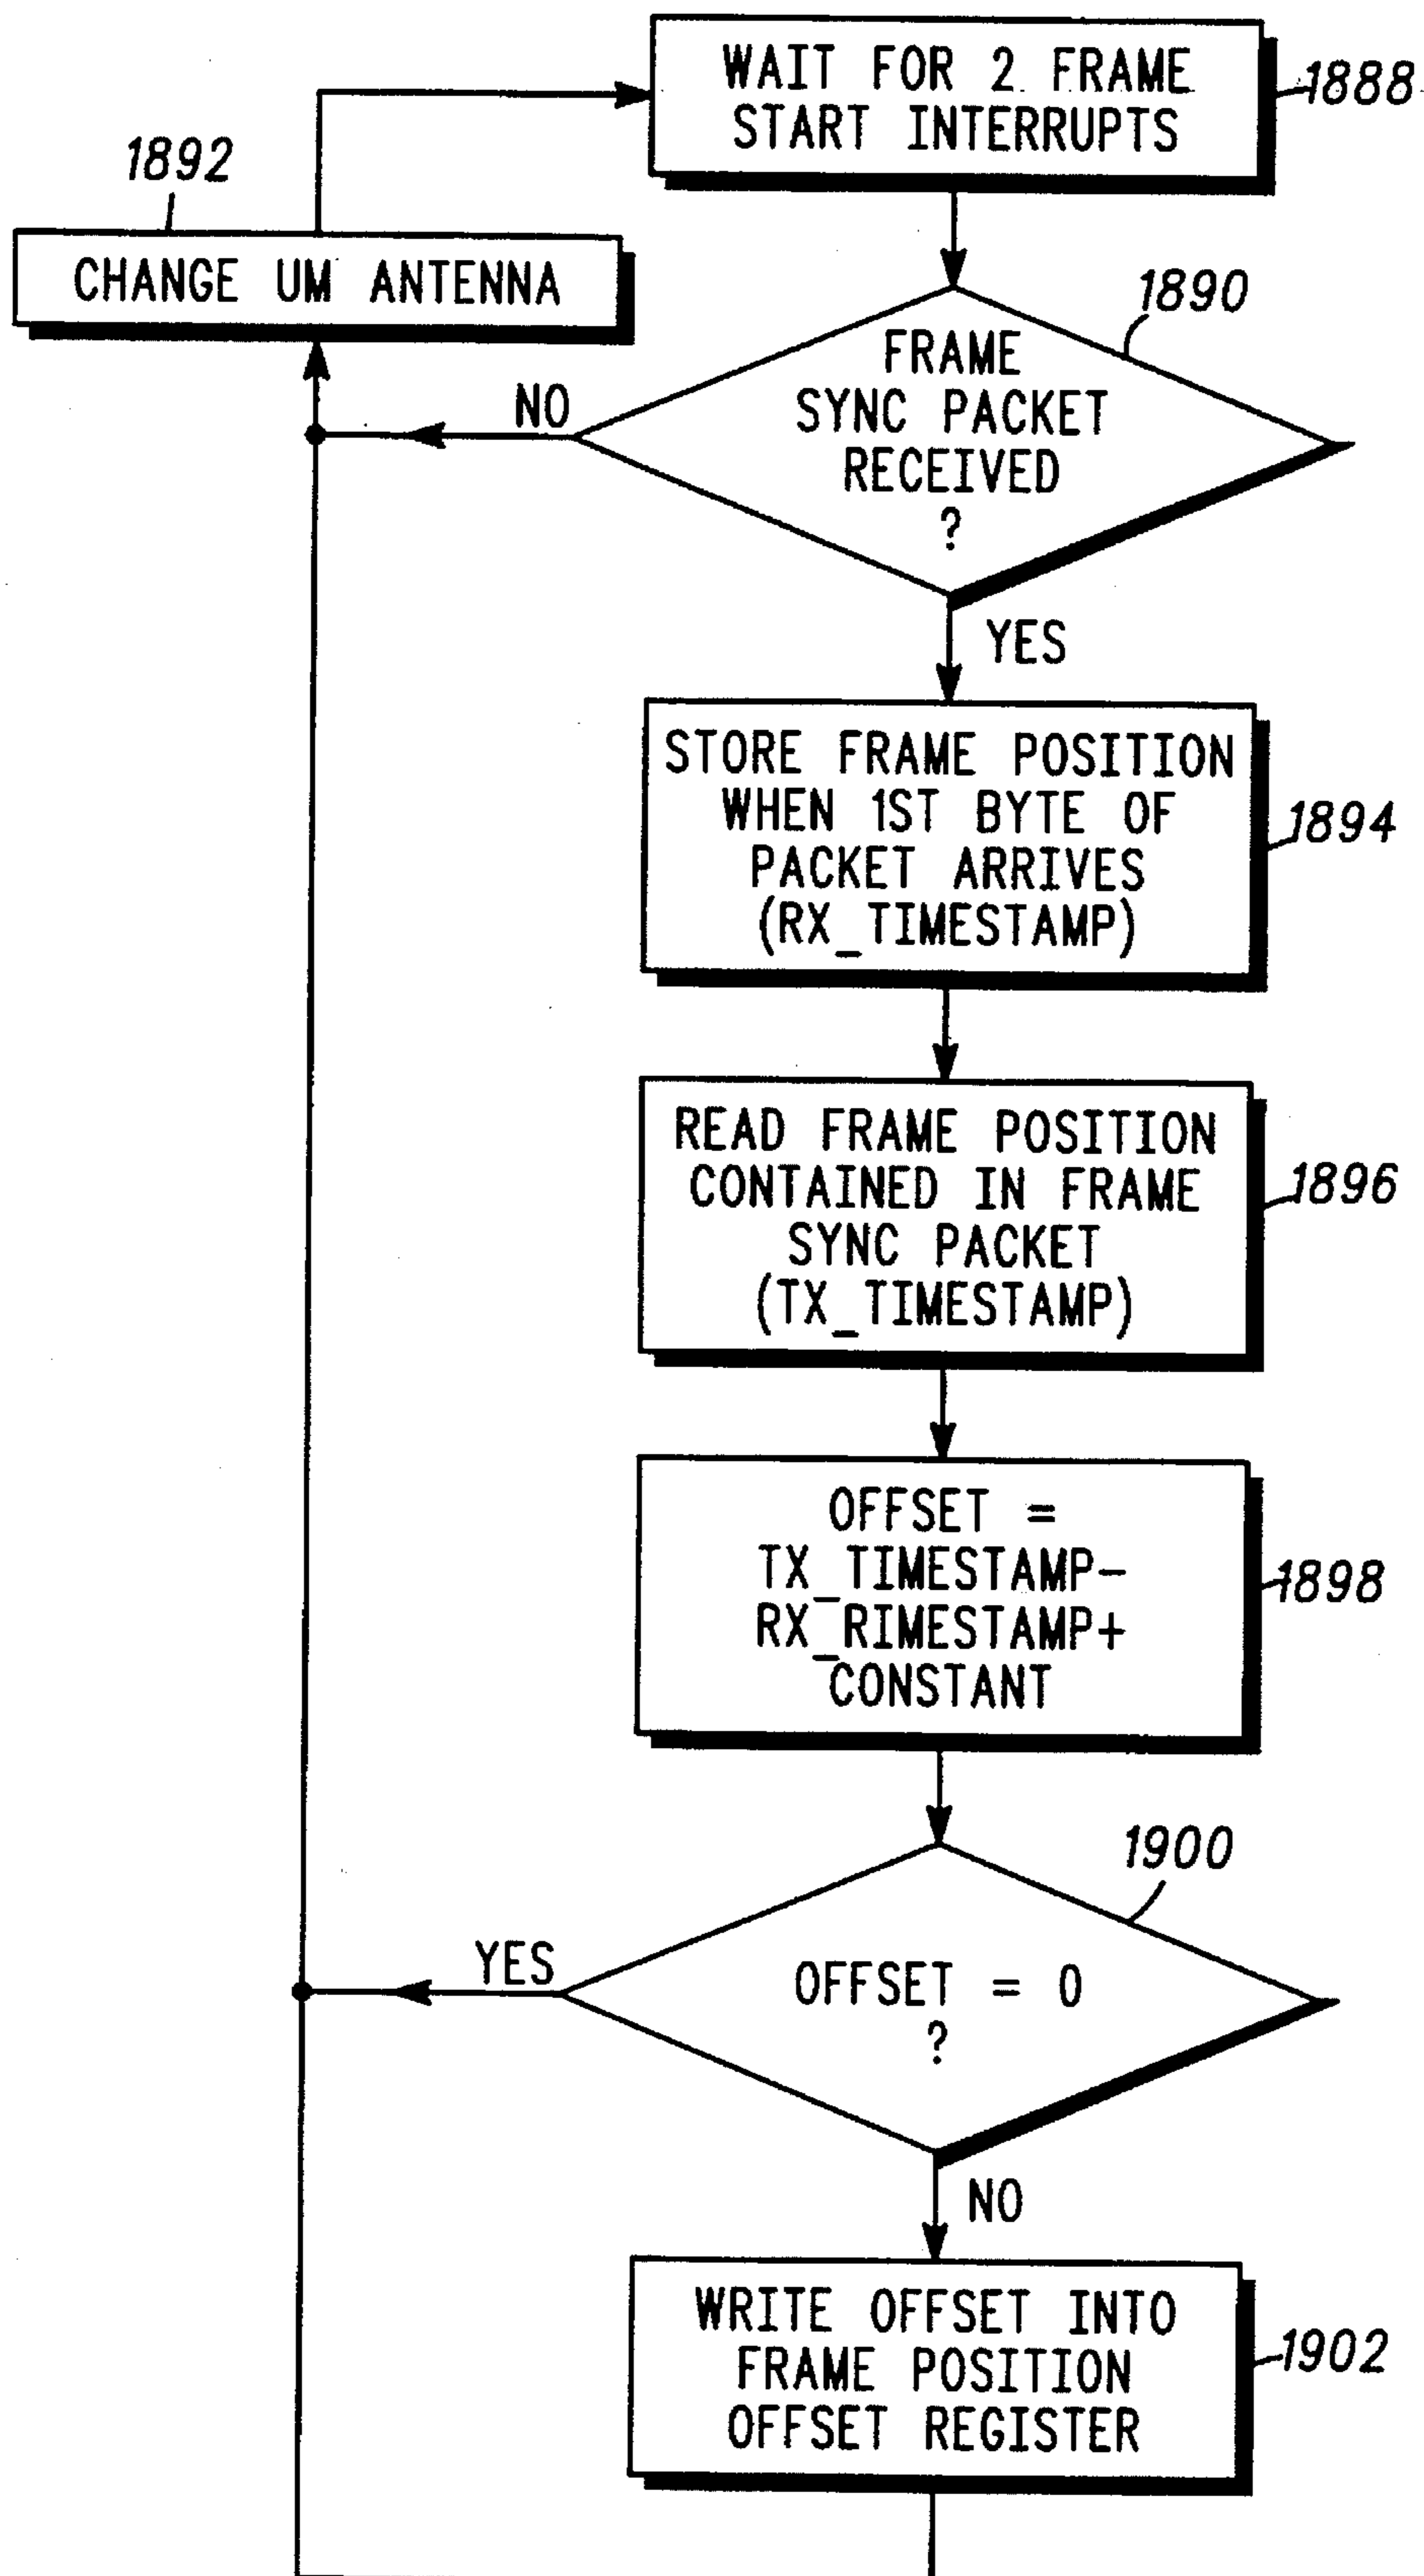 WAIT FOR 2 FRAME
START INTERRUPTS
1888
1892
CHANGE UM ANTENNA
1890
FRAME
SYNC PACKET
RECEIVED
?
NO
YES
STORE FRAME POSITION
WHEN 1ST BYTE OF
PACKET ARRIVES
(RX_TIMESTAMP)
1894
READ FRAME POSITION
CONTAINED IN FRAME
SYNC PACKET
(TX_TIMESTAMP)
1896
OFFSET =
TX_TIMESTAMP-
RX_RIMESTAMP+
CONSTANT
1898
1900
OFFSET = 0
?
YES
NO
WRITE OFFSET INTO
FRAME POSITION
OFFSET REGISTER
1902